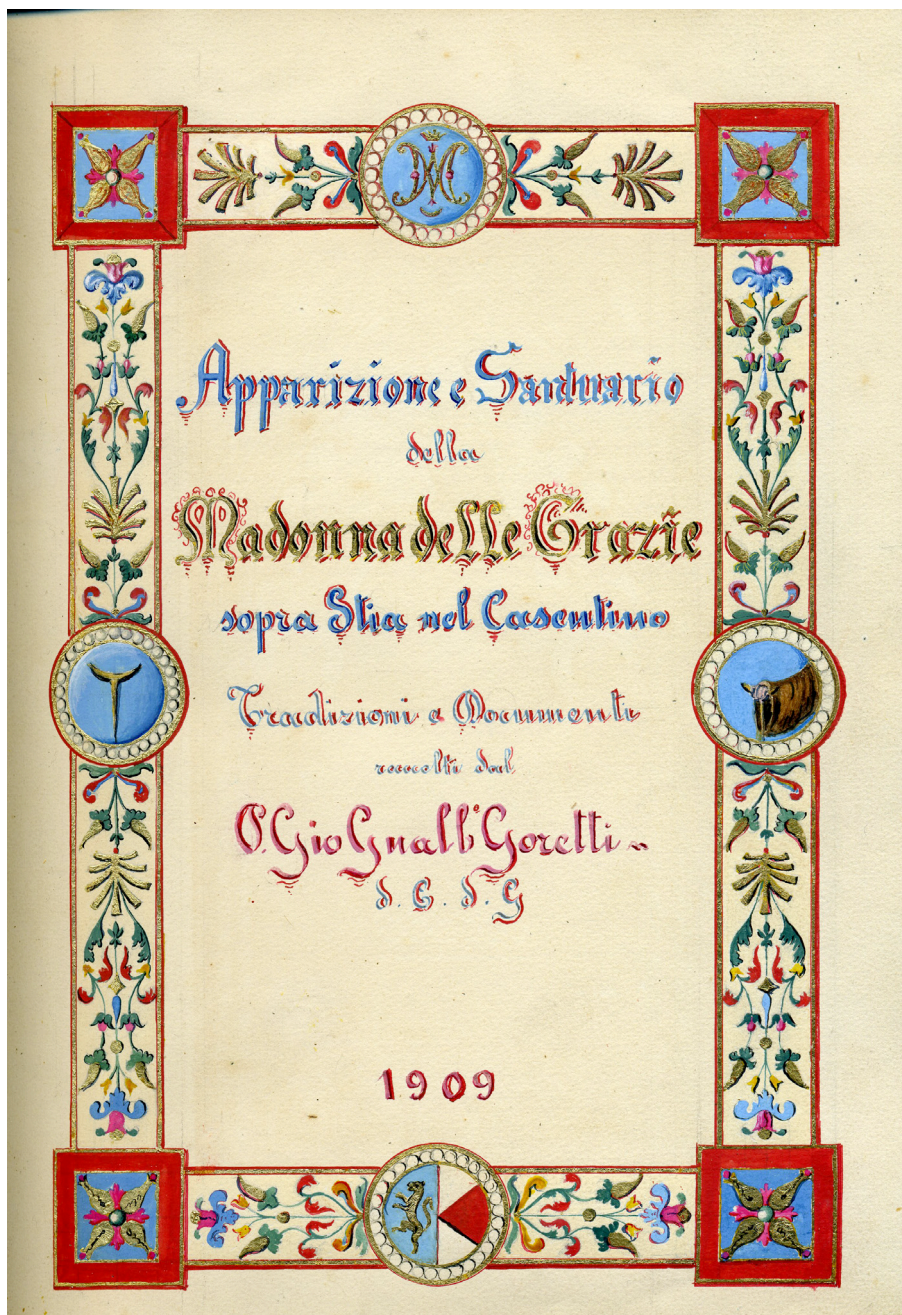 Apparizione e Santuario
della
Madonna delle Grazie
sopra Stia nel Casentino
Tradizioni e Documenti
raccolti dal
P. Gio Gualb° Goretti
d. C. d. G
1909